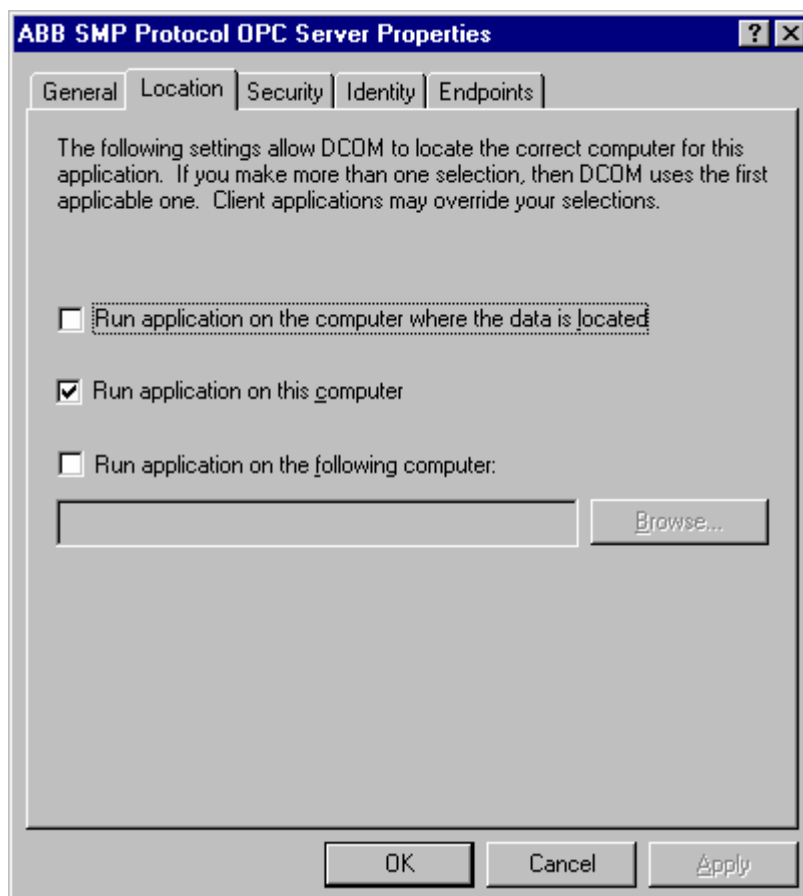 ABB SMP Protocol OPC Server Properties
General Location Security Identity Endpoints
The following settings allow DCOM to locate the correct computer for this
application. If you make more than one selection, then DCOM uses the first
applicable one. Client applications may override your selections.
Run application on the computer where the data is located
Run application on this computer
Run application on the following computer:
Browse...
OK Cancel Apply